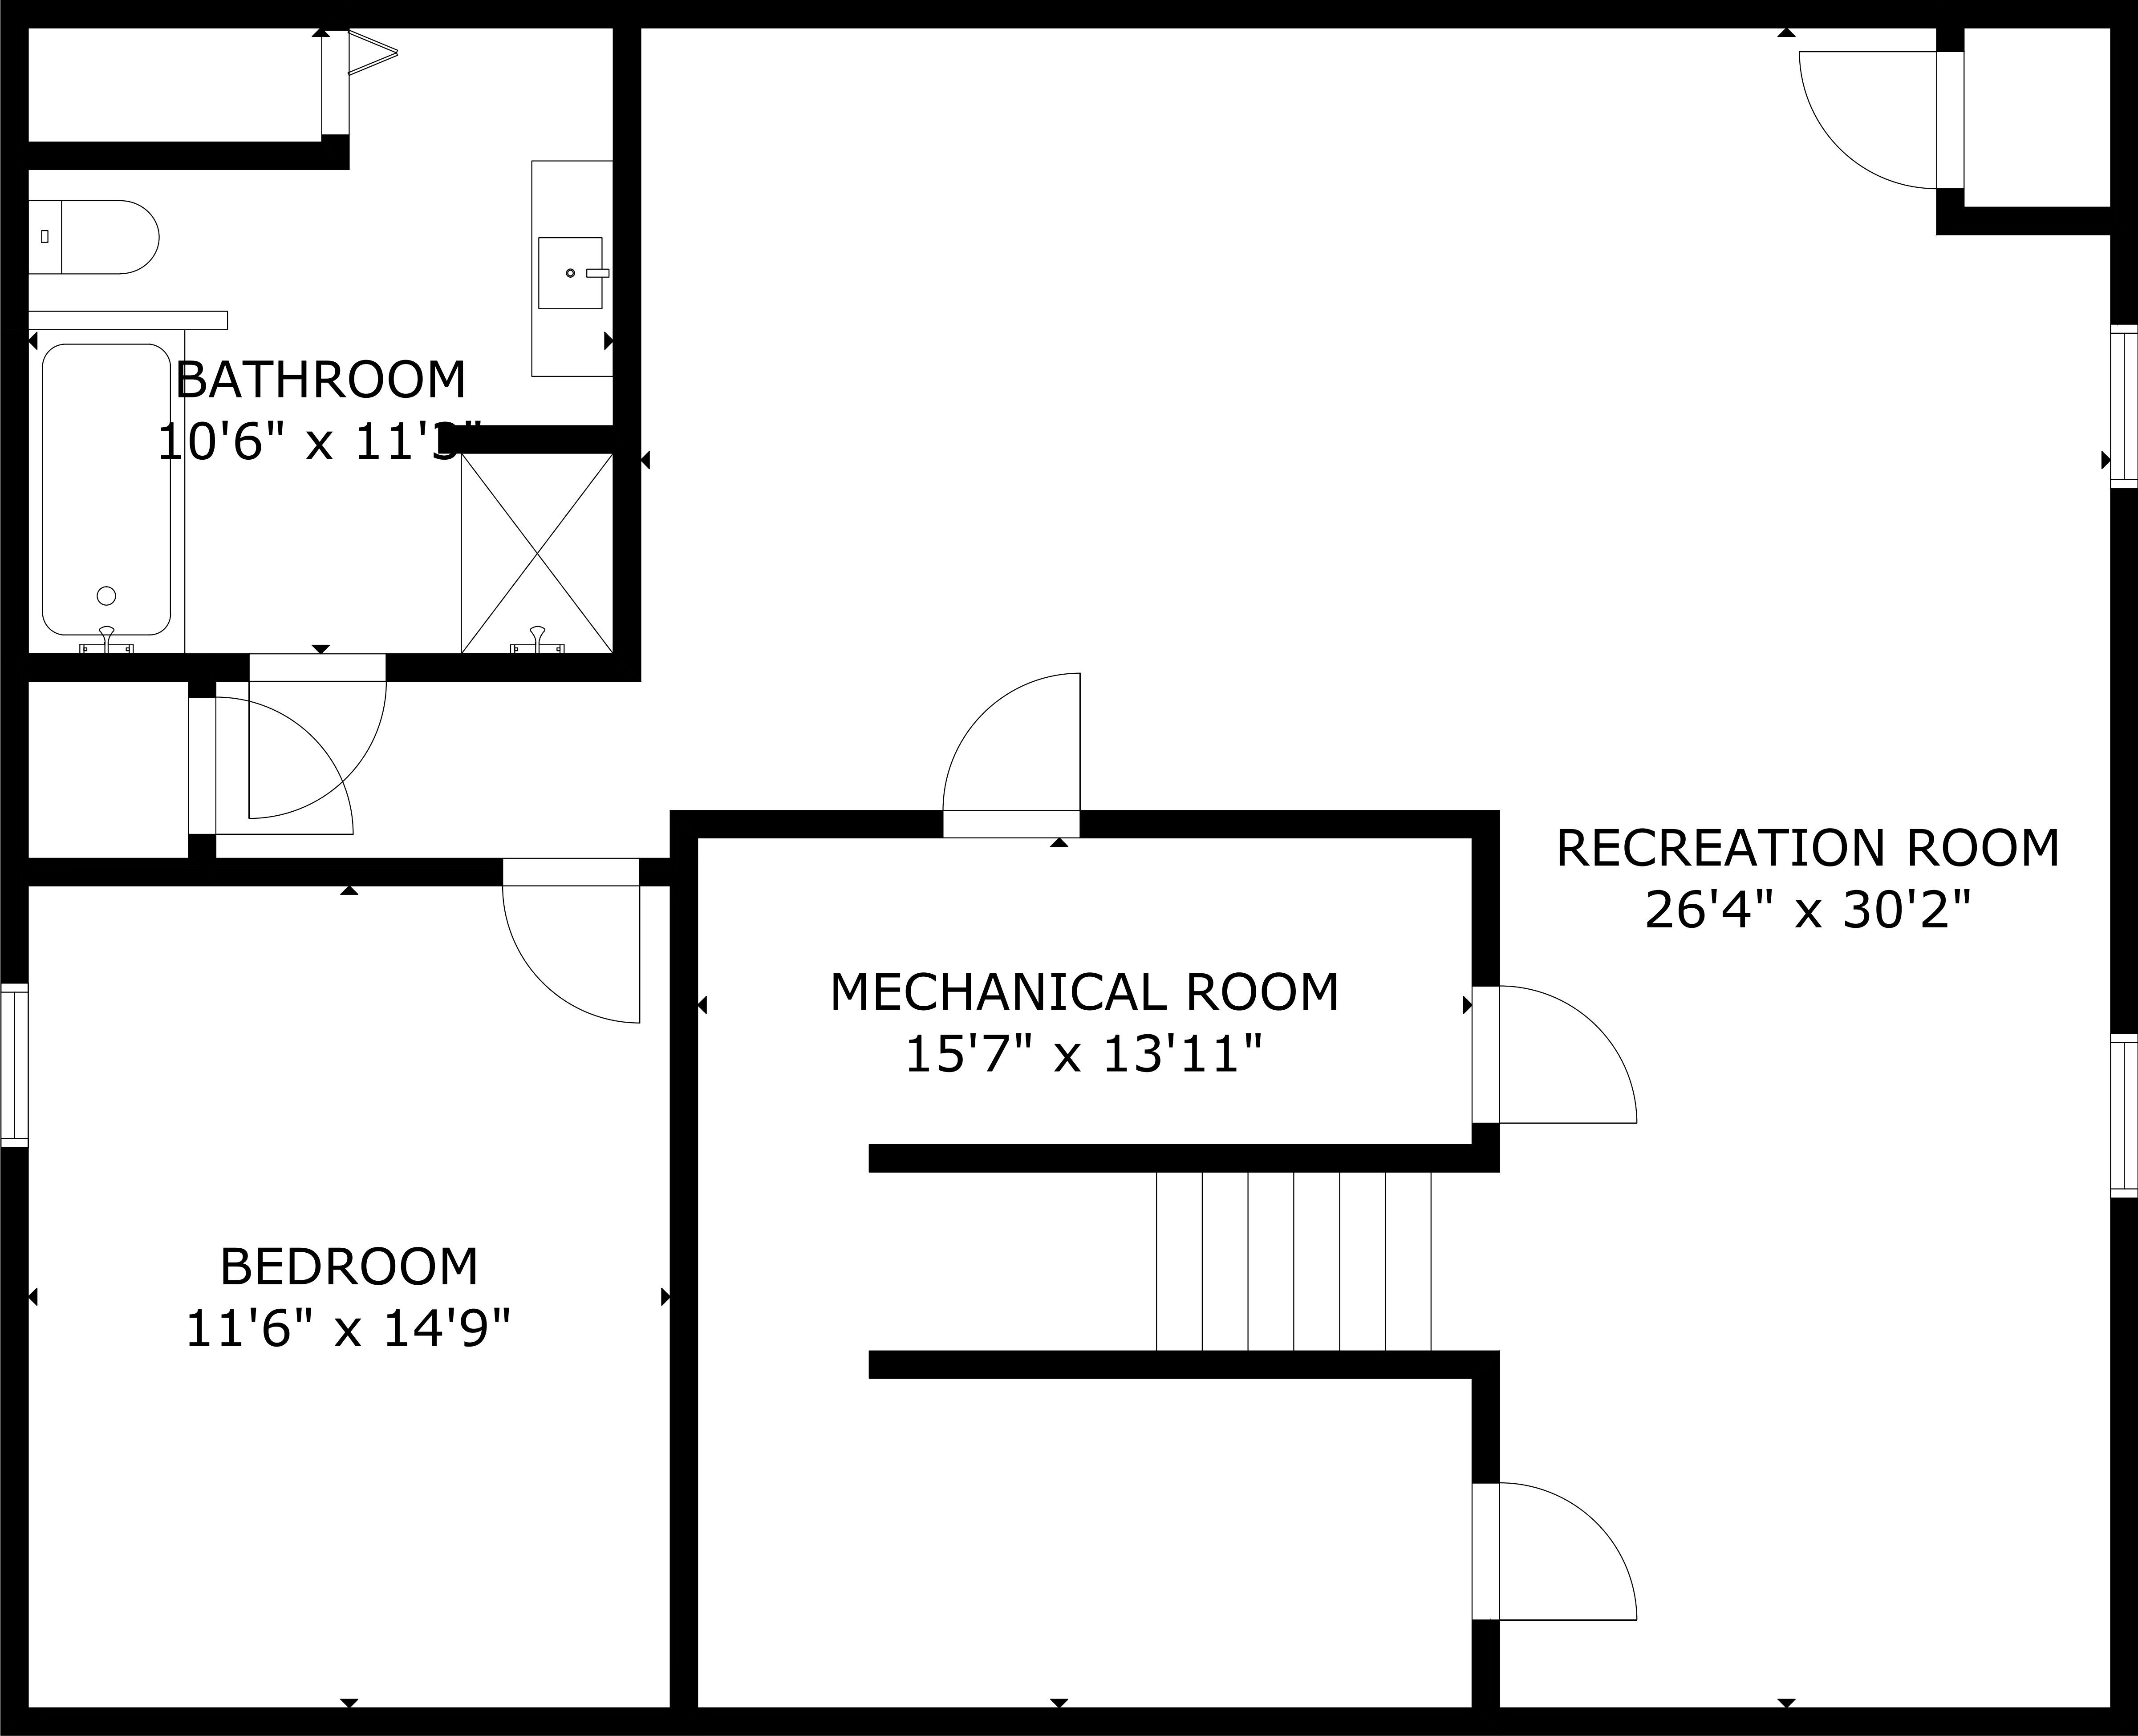 BATHROOM
10'6" x 11'3"
RECREATION ROOM
26'4" x 30'2"
MECHANICAL ROOM
15'7" x 13'11"
BEDROOM
11'6" x 14'9"